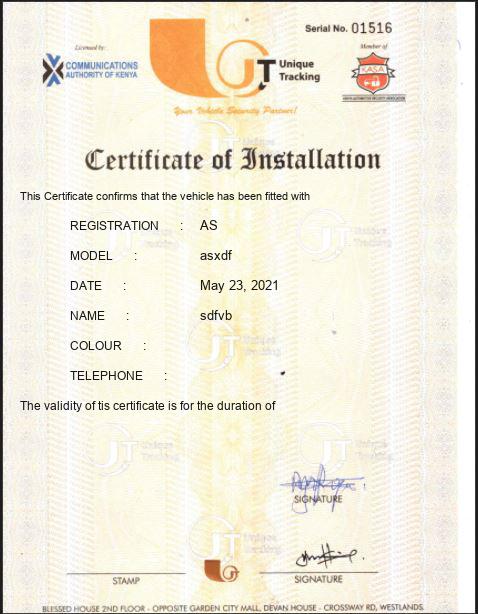 Serial No. 01516
Licensed by:
Member of
COMMUNICATIONS
AUTHORITY OF KENYA
Unique
Tracking
KASA
KENYA AUTOMOTIVE SECURITY ASSOCIATION
Your Vehicle Security Partner!
Certificate of Installation
This Certificate confirms that the vehicle has been fitted with
REGISTRATION : AS
MODEL : asxdf
DATE : May 23, 2021
NAME : sdfvb
COLOUR :
TELEPHONE :
The validity of tis certificate is for the duration of
SIGNATURE
STAMP
SIGNATURE
BLESSED HOUSE 2ND FLOOR - OPPOSITE GARDEN CITY MALL, DEVAN HOUSE - CROSSWAY RD, WESTLANDS.